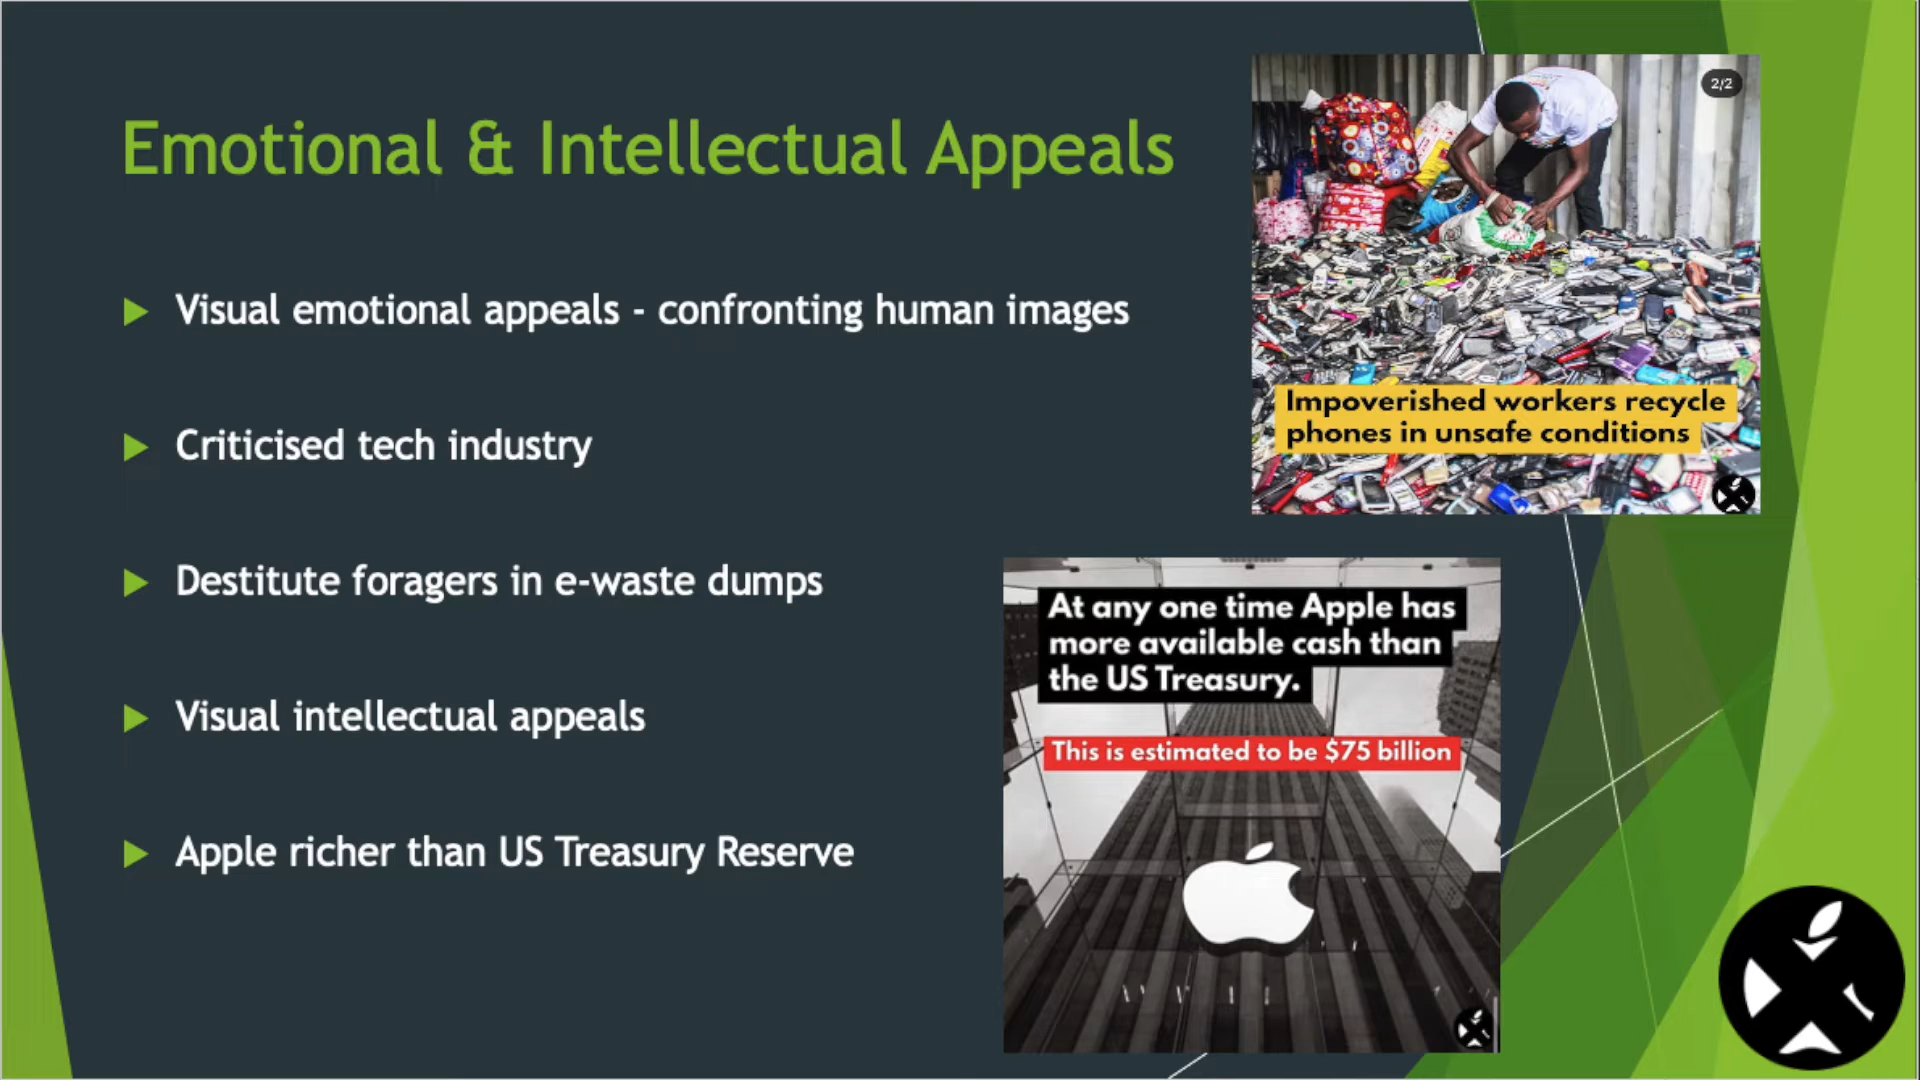 Emotional & Intellectual Appeals
Visual emotional appeals - confronting human images
Criticised tech industry
Destitute foragers in e-waste dumps
Visual intellectual appeals
Apple richer than US Treasury Reserve
2/2
Impoverished workers recycle
phones in unsafe conditions
At any one time Apple has
more available cash than
the US Treasury.
This is estimated to be $75 billion